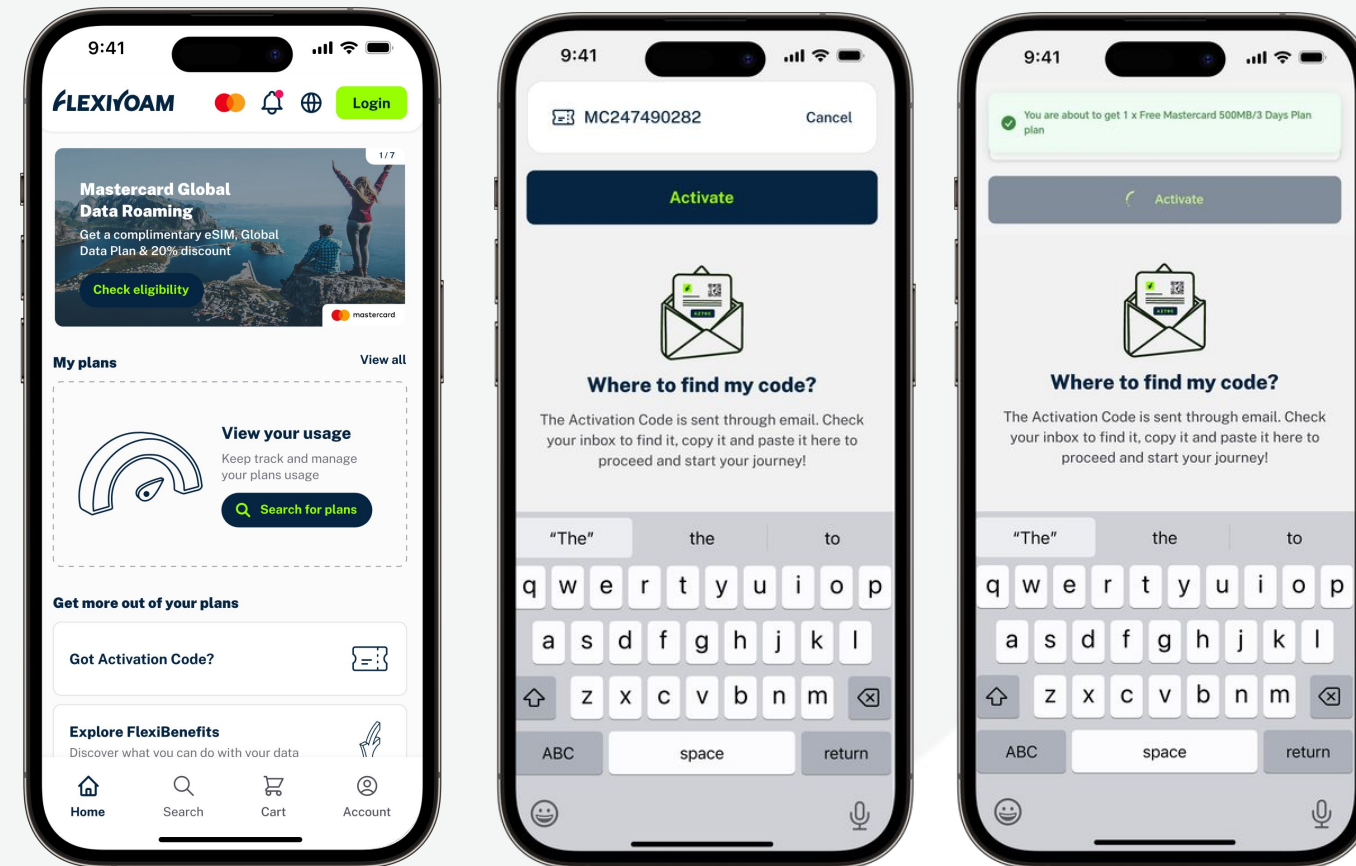 9:41
FLEXIROAM
Login
1/7
Mastercard Global
Data Roaming
Get a complimentary eSIM, Global
Data Plan & 20% discount
Check eligibility
mastercard
My plans
View all
View your usage
Keep track and manage
your plans usage
Search for plans
Get more out of your plans
Got Activation Code?
Explore FlexiBenefits
Discover what you can do with your data
Home
Search
Cart
Account
9:41
MC247490282
Cancel
Activate
Where to find my code?
The Activation Code is sent through email. Check
your inbox to find it, copy it and paste it here to
proceed and start your journey!
"The"
the
to
q w e r t y u i o p
a s d f g h j k l
z x c v b n m
ABC
space
return
9:41
You are about to get 1 x Free Mastercard 500MB/3 Days Plan
plan
Activate
Where to find my code?
The Activation Code is sent through email. Check
your inbox to find it, copy it and paste it here to
proceed and start your journey!
"The"
the
to
q w e r t y u i o p
a s d f g h j k l
z x c v b n m
ABC
space
return